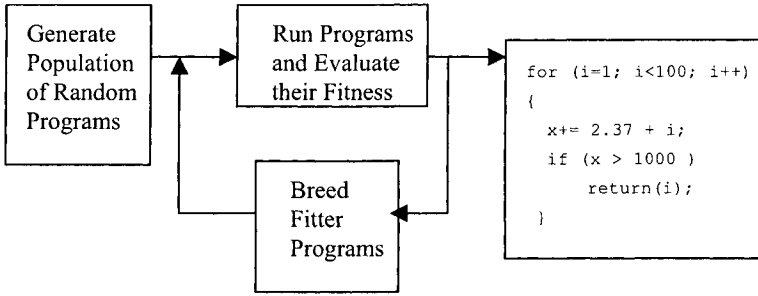 Generate
Population
of Random
Programs
Run Programs
and Evaluate
their Fitness
Breed
Fitter
Programs
for (i=1; i<100; i++)
{
x+= 2.37 + i;
if (x > 1000 )
return(i);
}